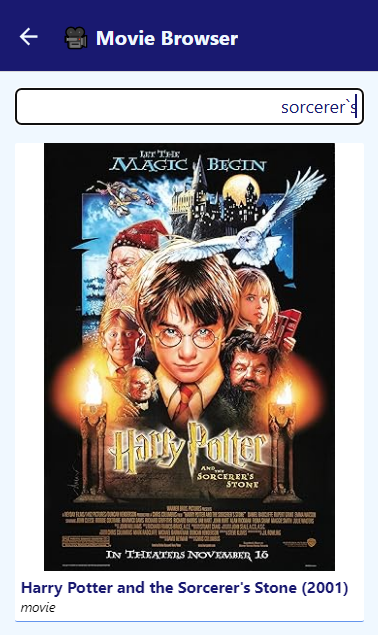 Movie Browser
sorcerer`s
LET THE
MAGIC BEGIN
Harry Potter
AND THE
SORCERER'S
STONE
IN THEATERS NOVEMBER 16
Harry Potter and the Sorcerer's Stone (2001)
movie